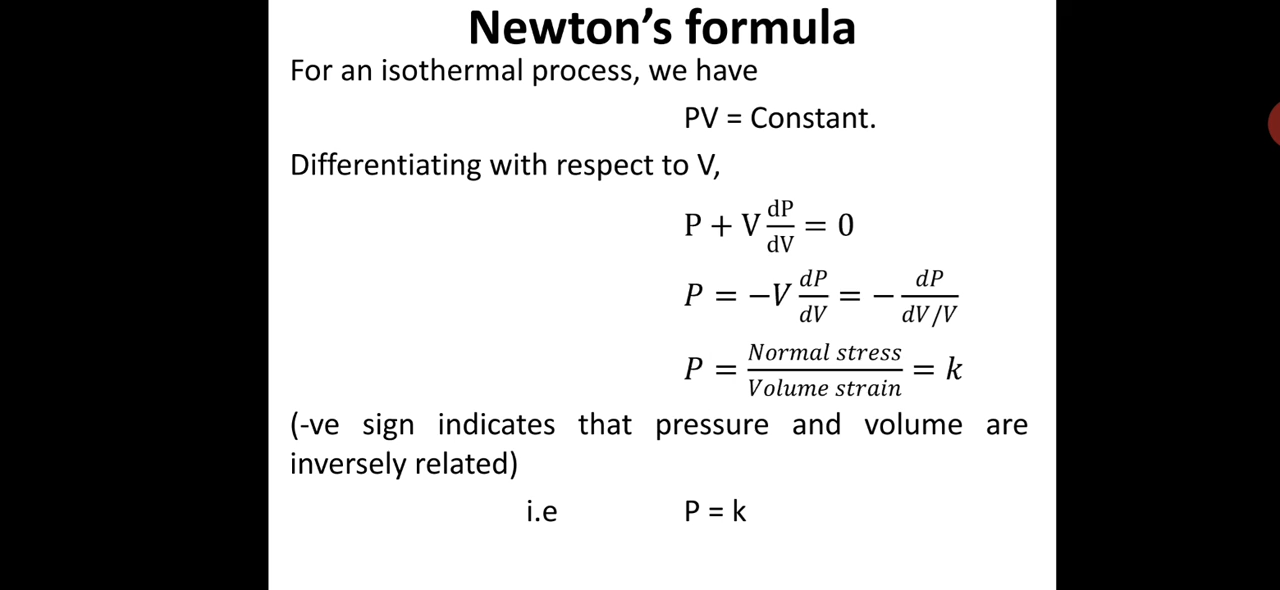 Newton’s formula
For an isothermal process, we have
PV = Constant.
Differentiating with respect to V,
P + V dP/dV = 0
P = −V dP/dV = − dP/(dV/V)
P = Normal stress/Volume strain = k
(-ve sign indicates that pressure and volume are
inversely related)
i.e P = k